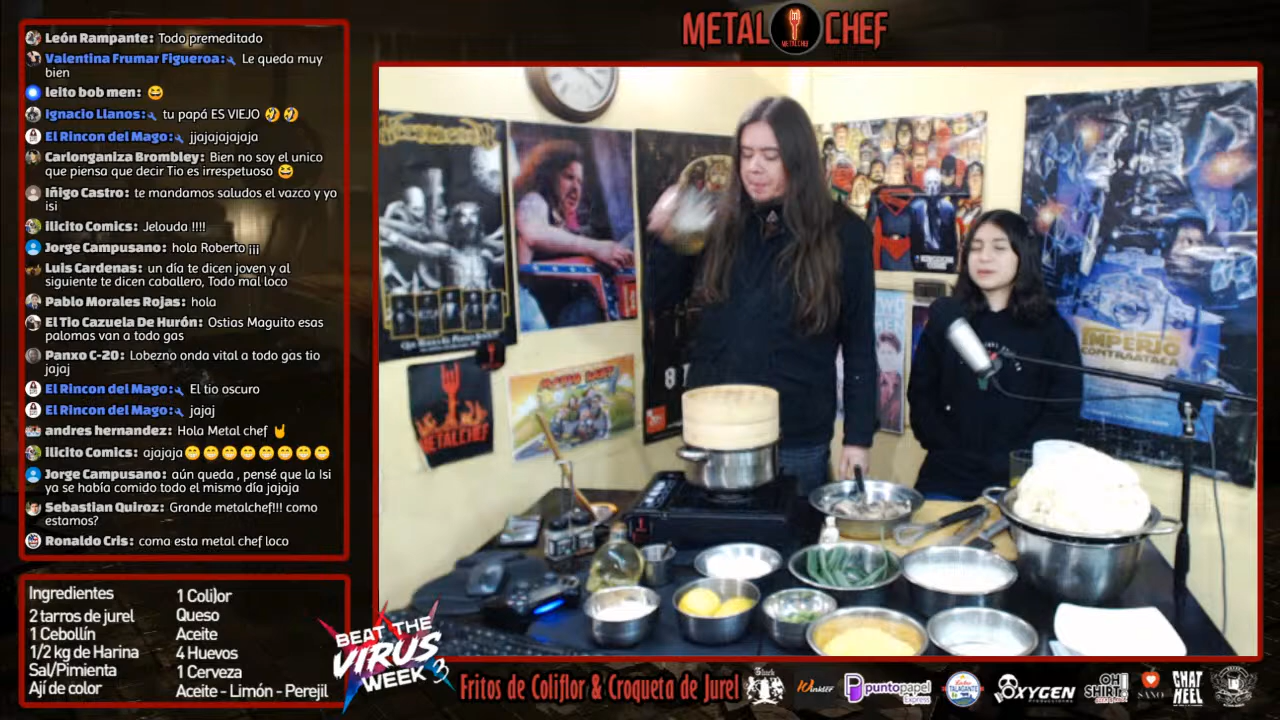 León Rampante: Todo premeditado
Valentina Frumar Figueroa: Le queda muy
bien
leito bob men: 😄
Ignacio Llanos: tu papá ES VIEJO 🤣 🤣
El Rincon del Mago: jjajajajajaja
Carlonganiza Brombley: Bien no soy el unico
que piensa que decir Tio es irrespetuoso 😄
Iñigo Castro: te mandamos saludos el vazco y yo
isi
ilicito Comics: Jelouda !!!!
Jorge Campusano: hola Roberto ¡¡¡
Luis Cardenas: un día te dicen joven y al
siguiente te dicen caballero, Todo mal loco
Pablo Morales Rojas: hola
El Tio Cazuela De Hurón: Ostias Maguito esas
palomas van a todo gas
Panxo C-20: Lobezno onda vital a todo gas tio
jajaj
El Rincon del Mago: El tio oscuro
El Rincon del Mago: jajaj
andres hernandez: Hola Metal chef 🤘
ilicito Comics: ajajaja😁😁😁😁😁😁😁😁
Jorge Campusano: aún queda , pensé que la Isi
ya se había comido todo el mismo día jajaja
Sebastian Quiroz: Grande metalchef!!! como
estamos?
Ronaldo Cris: como esta metal chef loco
Ingredientes
2 tarros de jurel
1 Cebollín
1/2 kg de Harina
Sal/Pimienta
Ají de color
1 Coliflor
Queso
Aceite
4 Huevos
1 Cerveza
Aceite - Limón - Perejil
BEAT THE
VIRUS
WEEK 3
METAL CHEF
METALCHEF
METALCHEF
IMPERIO
CONTRAATACA
Fritos de Coliflor & Croqueta de Jurel
Winkler
puntopapel
Express
TALAGANTE
OXYGEN
OH
SHIRT!
SANO
CHAT
HEEL